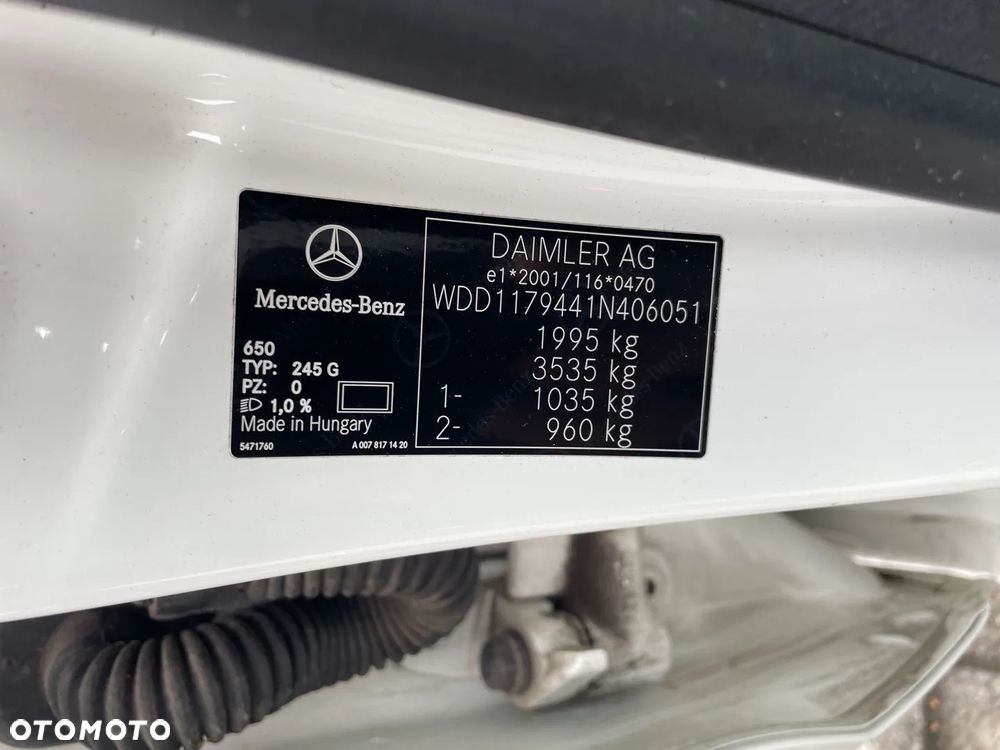 Mercedes-Benz
650
TYP: 245 G
PZ: 0
1,0 %
Made in Hungary
5471760 A 007 817 14 20
DAIMLER AG
e1*2001/116*0470
WDD1179441N406051
1995 kg
3535 kg
1- 1035 kg
2- 960 kg
OTOMOTO